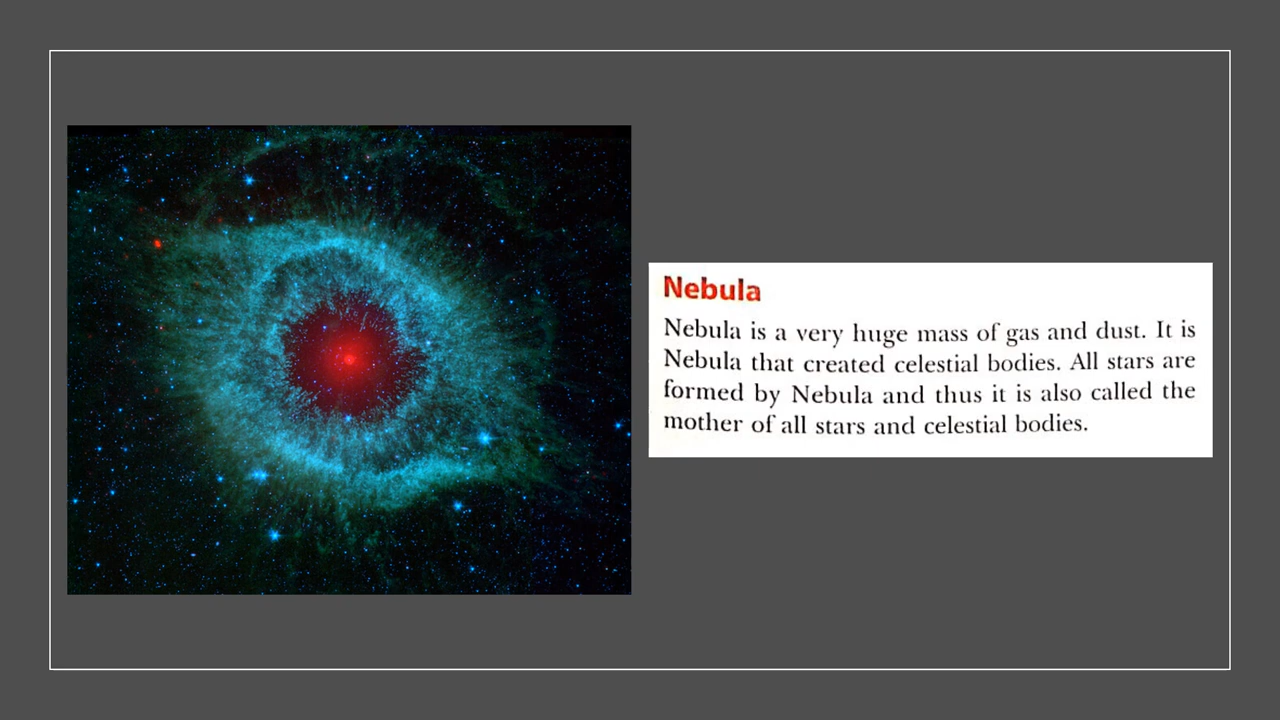 Nebula
Nebula is a very huge mass of gas and dust. It is
Nebula that created celestial bodies. All stars are
formed by Nebula and thus it is also called the
mother of all stars and celestial bodies.